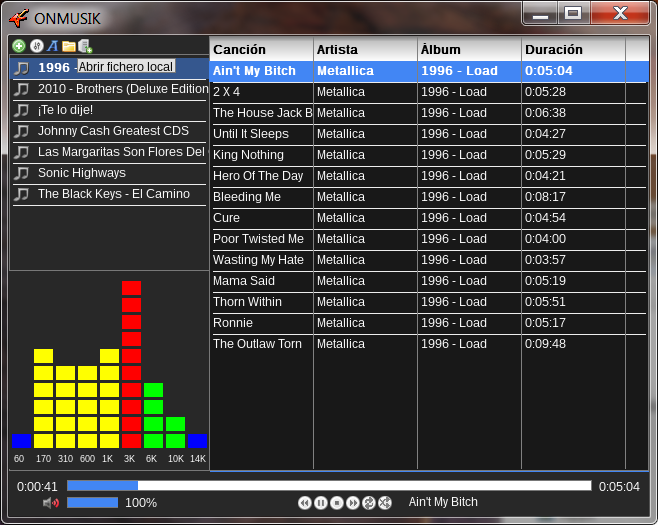 ONMUSIK
Canción Artista Álbum Duración
1996 - Abrir fichero local
2010 - Brothers (Deluxe Edition
¡Te lo dije!
Johnny Cash Greatest CDS
Las Margaritas Son Flores Del
Sonic Highways
The Black Keys - El Camino
Ain't My Bitch Metallica 1996 - Load 0:05:04
2 X 4 Metallica 1996 - Load 0:05:28
The House Jack B Metallica 1996 - Load 0:06:38
Until It Sleeps Metallica 1996 - Load 0:04:27
King Nothing Metallica 1996 - Load 0:05:29
Hero Of The Day Metallica 1996 - Load 0:04:21
Bleeding Me Metallica 1996 - Load 0:08:17
Cure Metallica 1996 - Load 0:04:54
Poor Twisted Me Metallica 1996 - Load 0:04:00
Wasting My Hate Metallica 1996 - Load 0:03:57
Mama Said Metallica 1996 - Load 0:05:19
Thorn Within Metallica 1996 - Load 0:05:51
Ronnie Metallica 1996 - Load 0:05:17
The Outlaw Torn Metallica 1996 - Load 0:09:48
60 170 310 600 1K 3K 6K 10K 14K
0:00:41 0:05:04
100% Ain't My Bitch